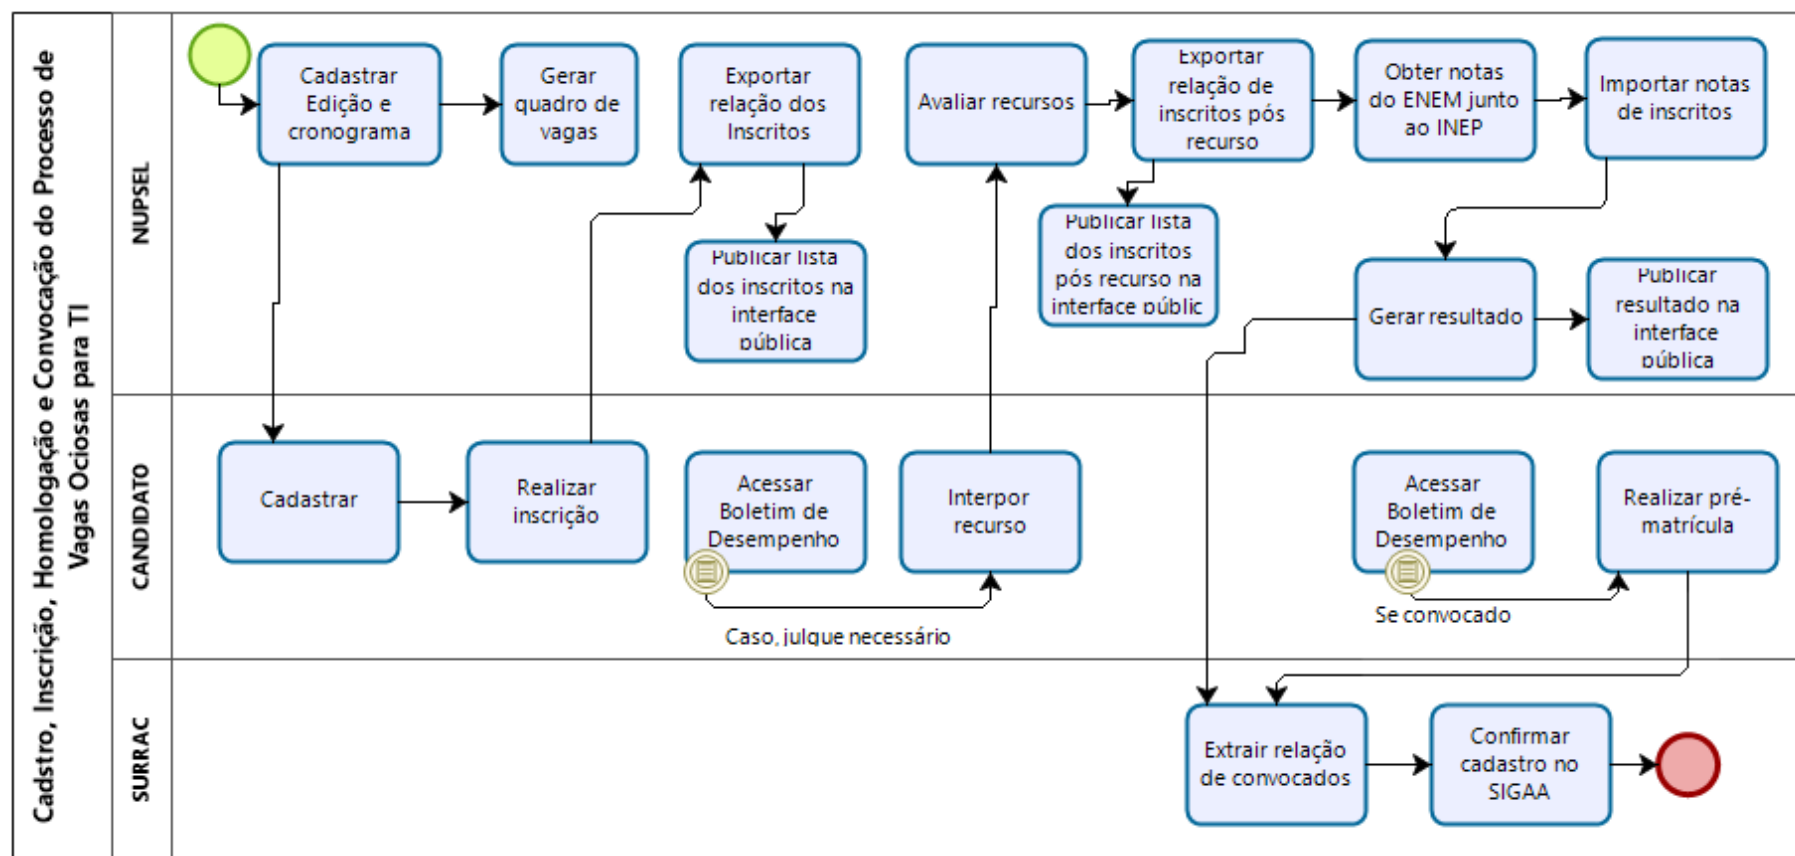 Cadstro, Inscrição, Homologação e Convocação do Processo de
Vagas Ociosas para TI
NUPSEL
Cadastrar
Edição e
cronograma
Gerar
quadro de
vagas
Exportar
relação dos
Inscritos
Publicar lista
dos inscritos na
interface
pública
Avaliar recursos
Exportar
relação de
inscritos pós
recurso
Publicar lista
dos inscritos
pós recurso na
interface públic
Obter notas
do ENEM junto
ao INEP
Importar notas
de inscritos
Gerar resultado
Publicar
resultado na
interface
pública
CANDIDATO
Cadastrar
Realizar
inscrição
Acessar
Boletim de
Desempenho
Caso, julgue necessário
Interpor
recurso
Acessar
Boletim de
Desempenho
Se convocado
Realizar pré-
matrícula
SURRAC
Extrair relação
de convocados
Confirmar
cadastro no
SIGAA